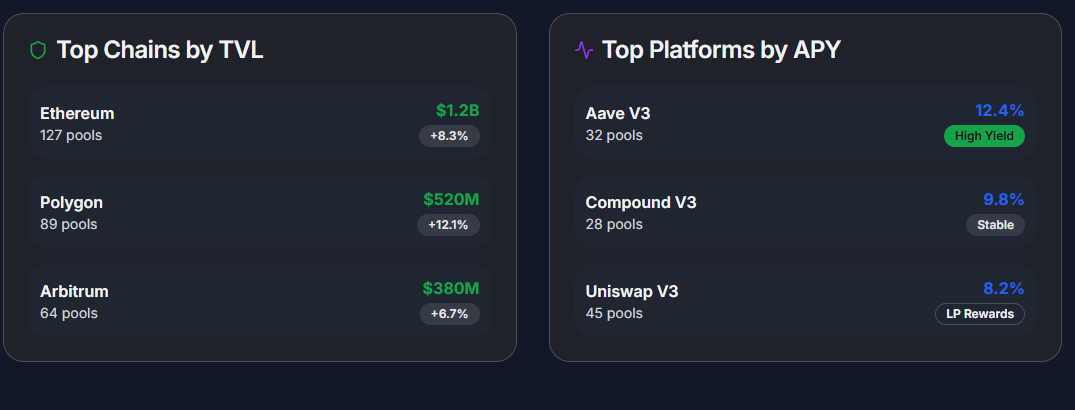 Top Chains by TVL
Ethereum
$1.2B
127 pools
+8.3%
Polygon
$520M
89 pools
+12.1%
Arbitrum
$380M
64 pools
+6.7%
Top Platforms by APY
Aave V3
12.4%
32 pools
High Yield
Compound V3
9.8%
28 pools
Stable
Uniswap V3
8.2%
45 pools
LP Rewards